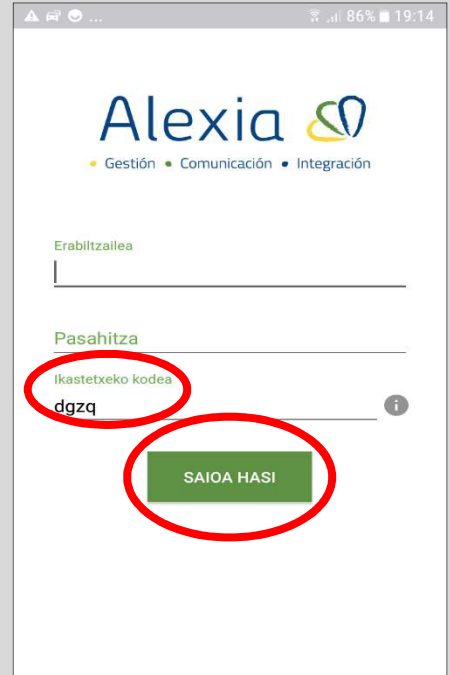 ... 86% 19:14
Alexia
• Gestión • Comunicación • Integración
Erabiltzailea
Pasahitza
Ikastetxeko kodea
dgzq
i
SAIOA HASI